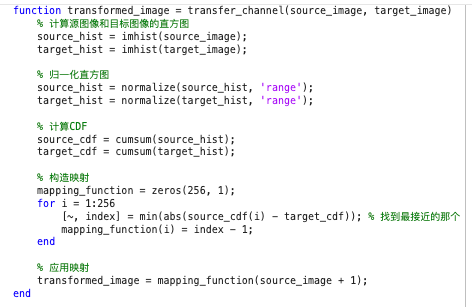 function transformed_image = transfer_channel(source_image, target_image)
% 计算源图像和目标图像的直方图
source_hist = imhist(source_image);
target_hist = imhist(target_image);
% 归一化直方图
source_hist = normalize(source_hist, 'range');
target_hist = normalize(target_hist, 'range');
% 计算CDF
source_cdf = cumsum(source_hist);
target_cdf = cumsum(target_hist);
% 构造映射
mapping_function = zeros(256, 1);
for i = 1:256
[~, index] = min(abs(source_cdf(i) - target_cdf)); % 找到最接近的那个
mapping_function(i) = index - 1;
end
% 应用映射
transformed_image = mapping_function(source_image + 1);
end